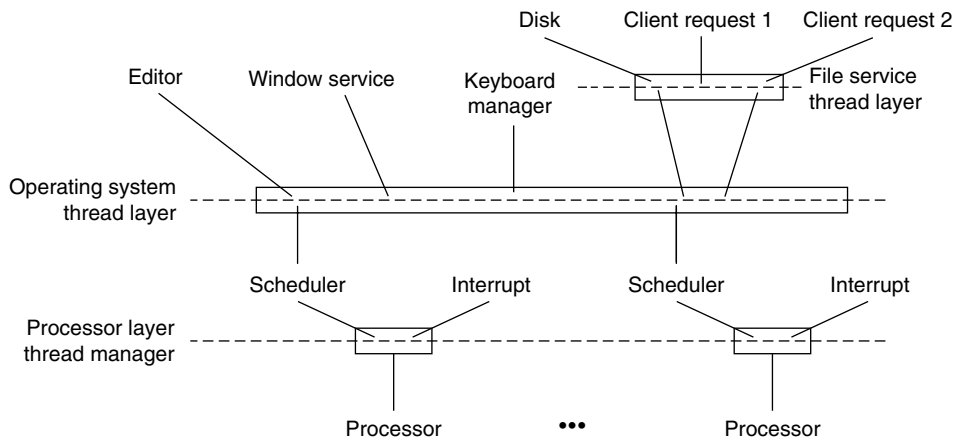 Disk
Client request 1
Client request 2
Editor
Window service
Keyboard
manager
File service
thread layer
Operating system
thread layer
Scheduler
Interrupt
Scheduler
Interrupt
Processor layer
thread manager
Processor
•••
Processor